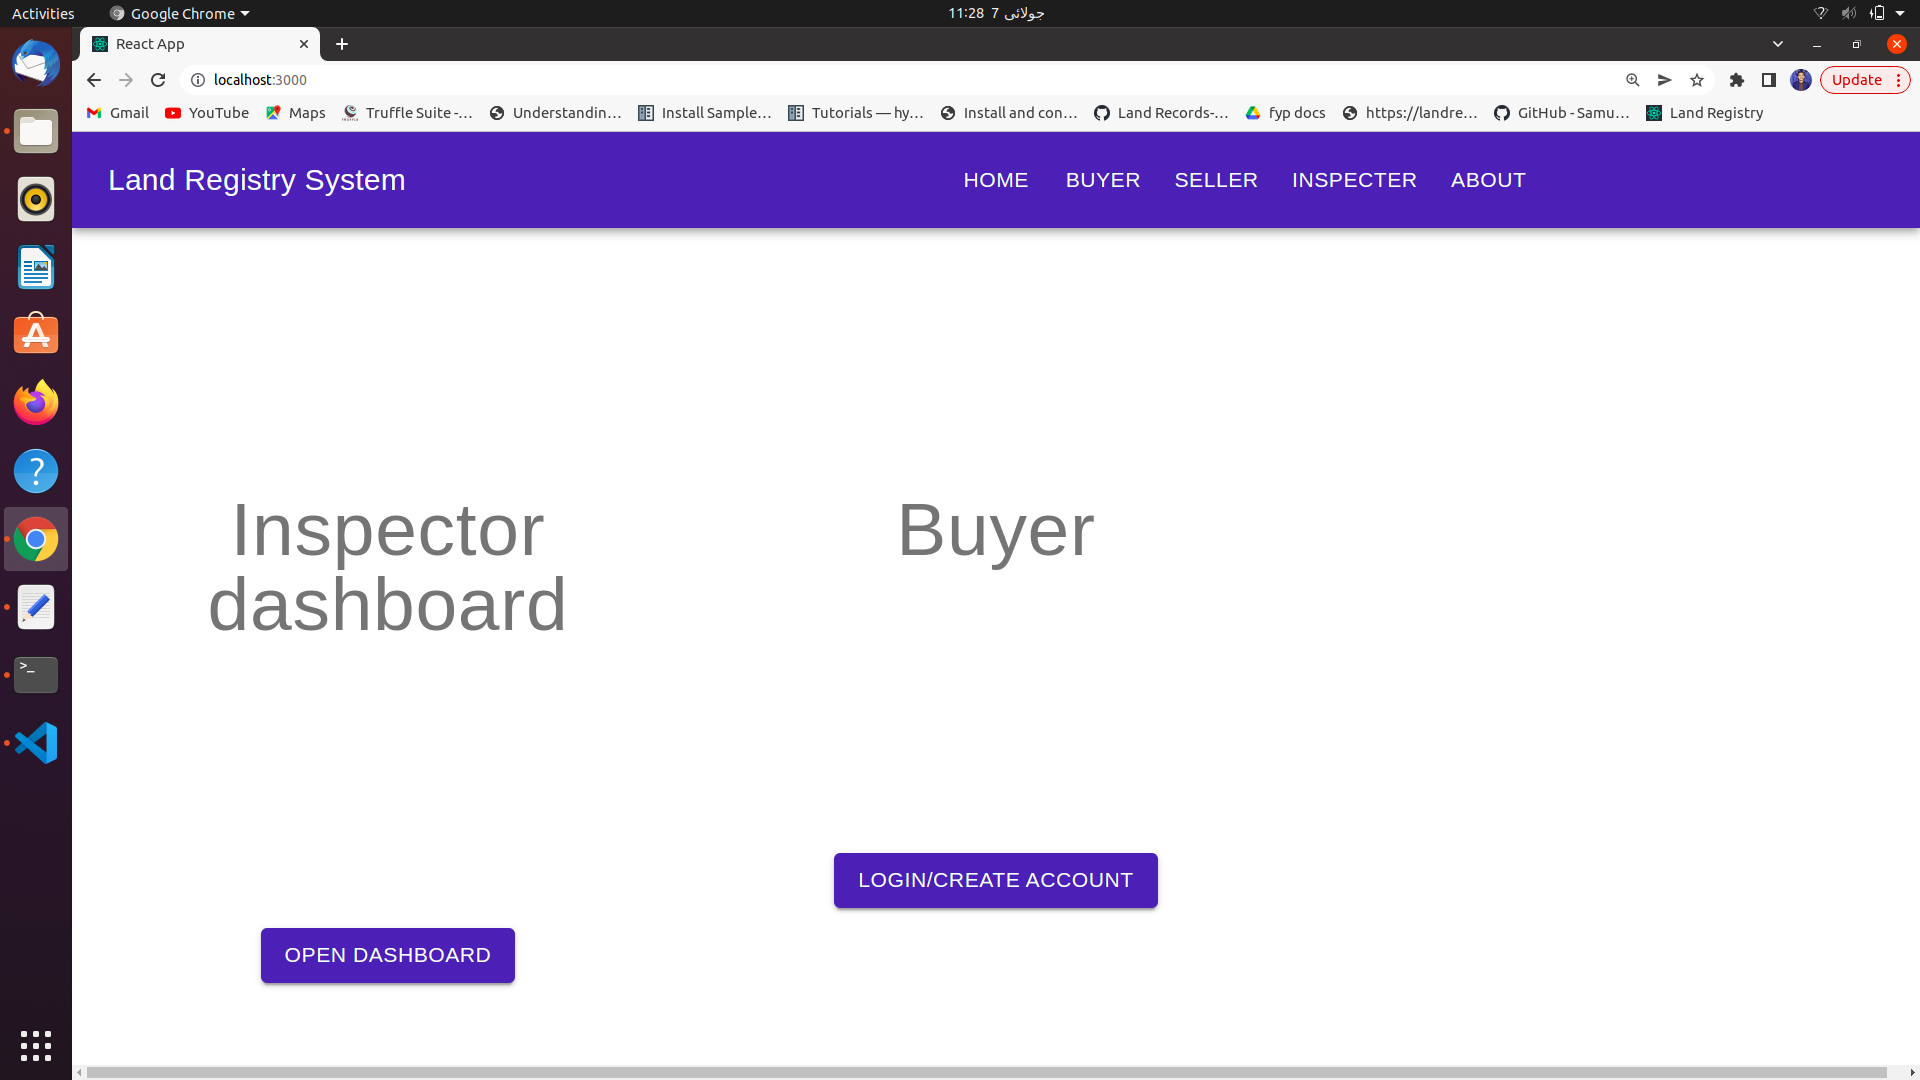 Activities
Google Chrome
11:28 7 جولائی
React App
localhost:3000
Update
Gmail
YouTube
Maps
Truffle Suite -…
Understandin…
Install Sample…
Tutorials — hy…
Install and con…
Land Records-…
fyp docs
https://landre…
GitHub - Samu…
Land Registry
Land Registry System
HOME
BUYER
SELLER
INSPECTER
ABOUT
Inspector
dashboard
Buyer
LOGIN/CREATE ACCOUNT
OPEN DASHBOARD